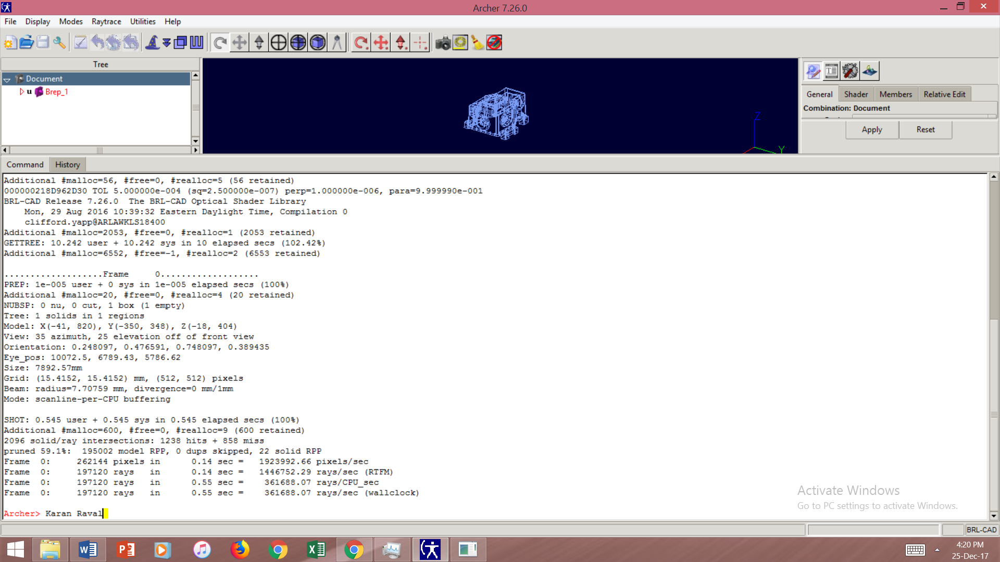 Archer 7.26.0
File Display Modes Raytrace Utilities Help
Tree
Document
u Brep_1
Z
Y
General Shader Members Relative Edit
Combination: Document
Apply Reset
Command History
Additional #malloc=56, #free=0, #realloc=5 (56 retained)
000000218D962D30 TOL 5.000000e-004 (sq=2.500000e-007) perp=1.000000e-006, para=9.999990e-001
BRL-CAD Release 7.26.0  The BRL-CAD Optical Shader Library
    Mon, 29 Aug 2016 10:39:32 Eastern Daylight Time, Compilation 0
    clifford.yapp@ARLAWKLS18400
Additional #malloc=2053, #free=0, #realloc=1 (2053 retained)
GETTREE: 10.242 user + 10.242 sys in 10 elapsed secs (102.42%)
Additional #malloc=6552, #free=-1, #realloc=2 (6553 retained)
...................Frame     0...................
PREP: 1e-005 user + 0 sys in 1e-005 elapsed secs (100%)
Additional #malloc=20, #free=0, #realloc=4 (20 retained)
NUBSP: 0 nu, 0 cut, 1 box (1 empty)
Tree: 1 solids in 1 regions
Model: X(-41, 820), Y(-350, 348), Z(-18, 404)
View: 35 azimuth, 25 elevation off of front view
Orientation: 0.248097, 0.476591, 0.748097, 0.389435
Eye_pos: 10072.5, 6789.43, 5786.62
Size: 7892.57mm
Grid: (15.4152, 15.4152) mm, (512, 512) pixels
Beam: radius=7.70759 mm, divergence=0 mm/1mm
Mode: scanline-per-CPU buffering
SHOT: 0.545 user + 0.545 sys in 0.545 elapsed secs (100%)
Additional #malloc=600, #free=0, #realloc=9 (600 retained)
2096 solid/ray intersections: 1238 hits + 858 miss
pruned 59.1%:  195002 model RPP, 0 dups skipped, 22 solid RPP
Frame  0:     262144 pixels in      0.14 sec =   1923992.66 pixels/sec
Frame  0:     197120 rays   in      0.14 sec =   1446752.29 rays/sec (RTFM)
Frame  0:     197120 rays   in      0.55 sec =    361688.07 rays/CPU_sec
Frame  0:     197120 rays   in      0.55 sec =    361688.07 rays/sec (wallclock)
Archer> Karan Raval
Activate Windows
Go to PC settings to activate Windows.
BRL-CAD
4:20 PM
25-Dec-17